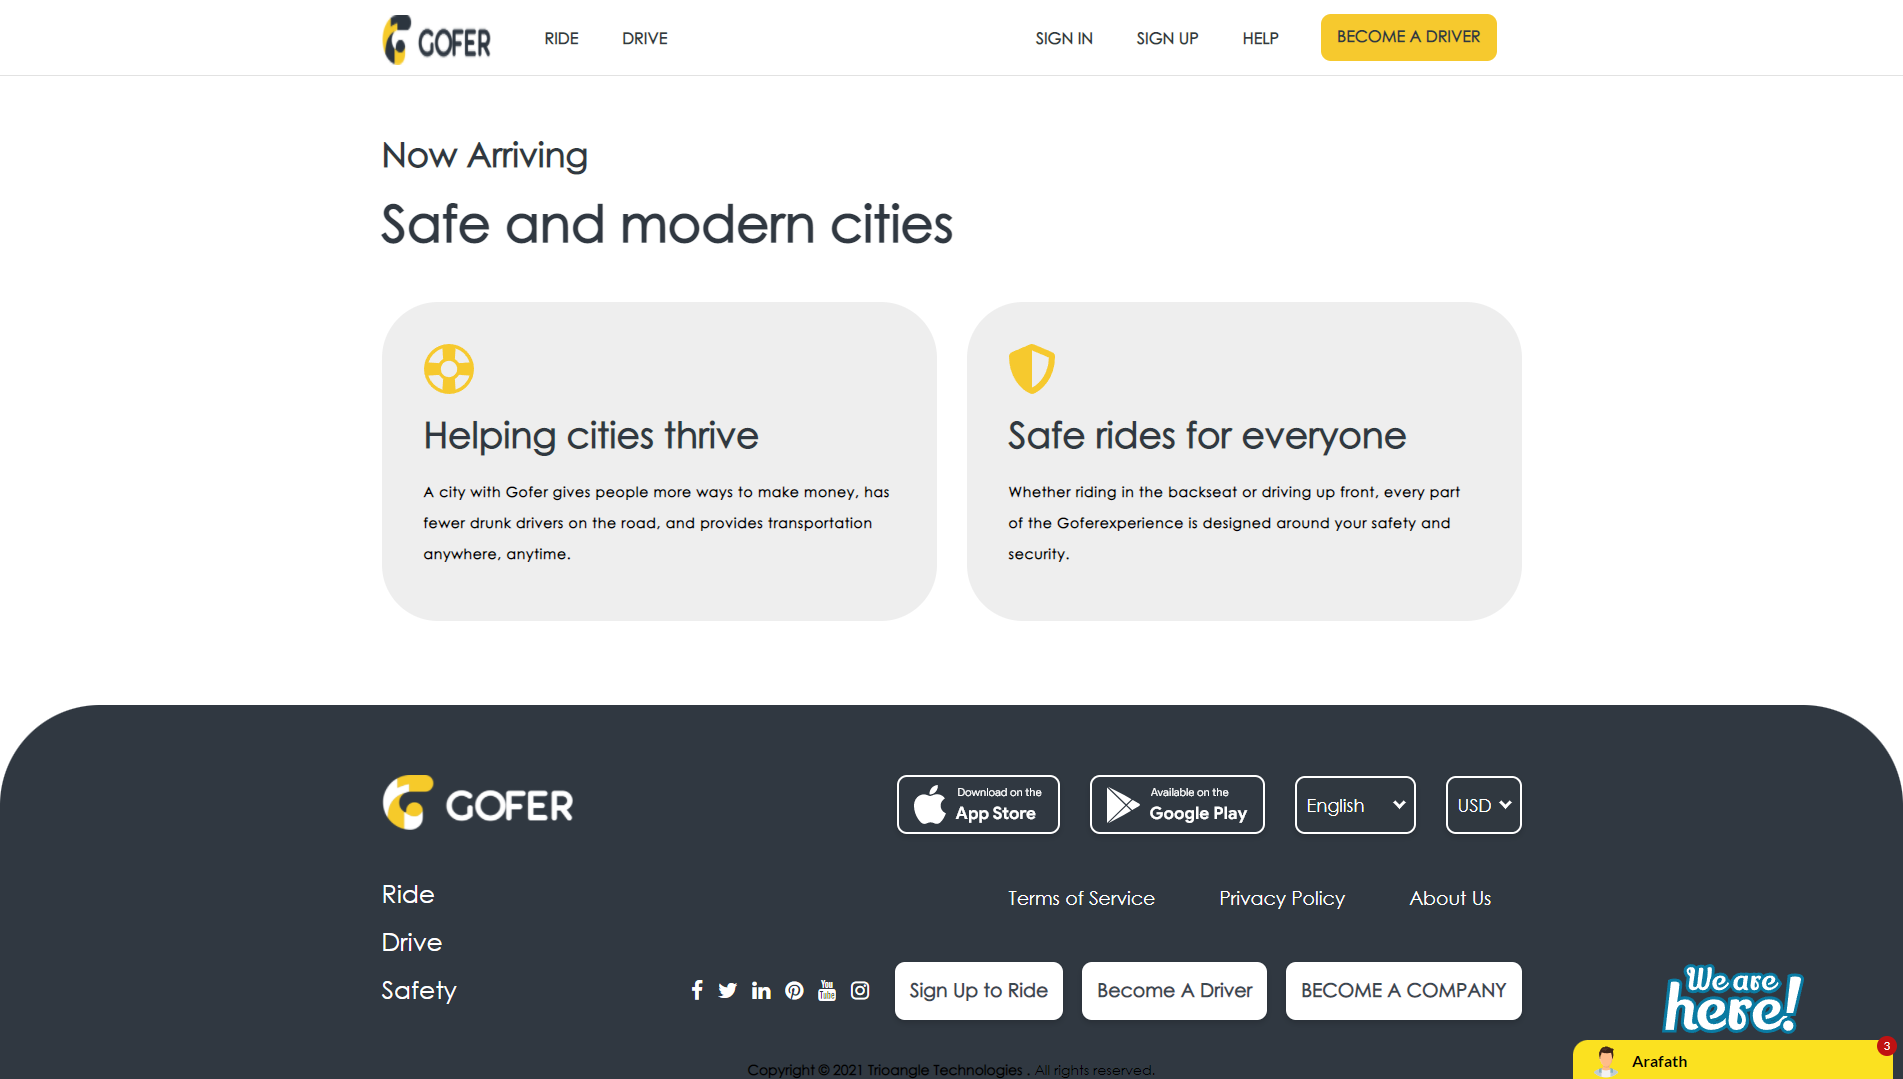 GOFER
RIDE
DRIVE
SIGN IN
SIGN UP
HELP
BECOME A DRIVER
Now Arriving
Safe and modern cities
Helping cities thrive
A city with Gofer gives people more ways to make money, has
fewer drunk drivers on the road, and provides transportation
anywhere, anytime.
Safe rides for everyone
Whether riding in the backseat or driving up front, every part
of the Goferexperience is designed around your safety and
security.
GOFER
Download on the
App Store
Available on the
Google Play
English
USD
Ride
Drive
Safety
Terms of Service
Privacy Policy
About Us
You
Tube
Sign Up to Ride
Become A Driver
BECOME A COMPANY
We are
here!
3
Arafath
Copyright © 2021 Trioangle Technologies . All rights reserved.